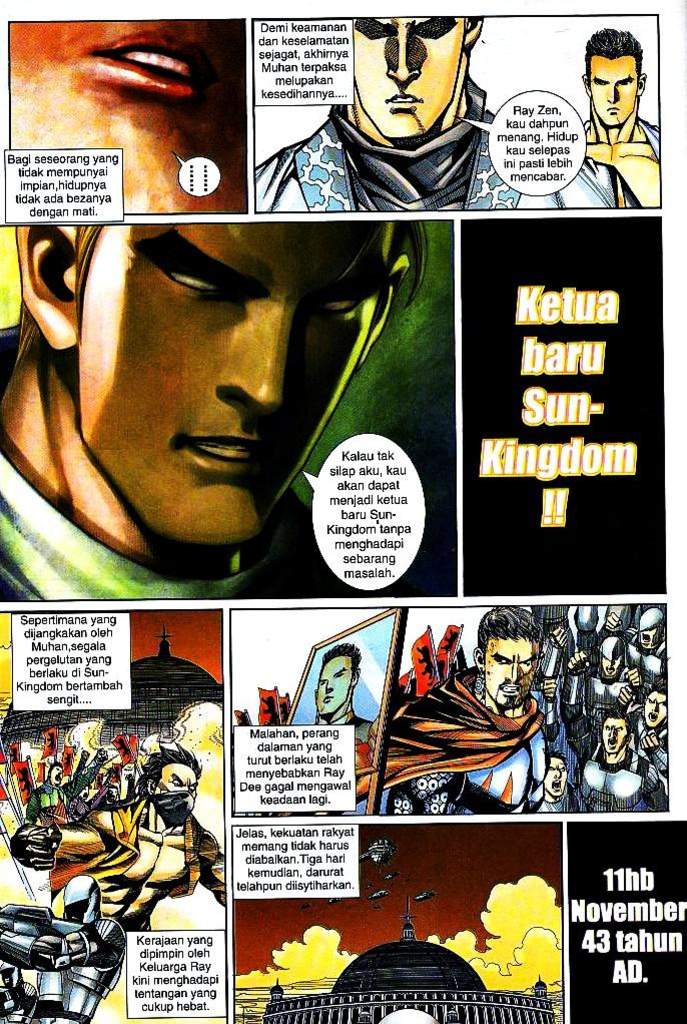 Bagi seseorang yang
tidak mempunyai
impian,hidupnya
tidak ada bezanya
dengan mati.
Demi keamanan
dan keselamatan
sejagat, akhirnya
Muhan terpaksa
melupakan
kesedihannya....
Ray Zen,
kau dahpun
menang. Hidup
kau selepas
ini pasti lebih
mencabar.
Kalau tak
silap aku, kau
akan dapat
menjadi ketua
baru Sun-
Kingdom tanpa
menghadapi
sebarang
masalah.
Ketua
baru
Sun-
Kingdom
!!
Sepertimana yang
dijangkakan oleh
Muhan,segala
pergelutan yang
berlaku di Sun-
Kingdom bertambah
sengit....
Kerajaan yang
dipimpin oleh
Keluarga Ray
kini menghadapi
tentangan yang
cukup hebat.
Malahan, perang
dalaman yang
turut berlaku telah
menyebabkan Ray
Dee gagal mengawal
keadaan lagi.
Jelas, kekuatan rakyat
memang tidak harus
diabaikan.Tiga hari
kemudian, darurat
telahpun diisytiharkan.
11hb
November
43 tahun
AD.